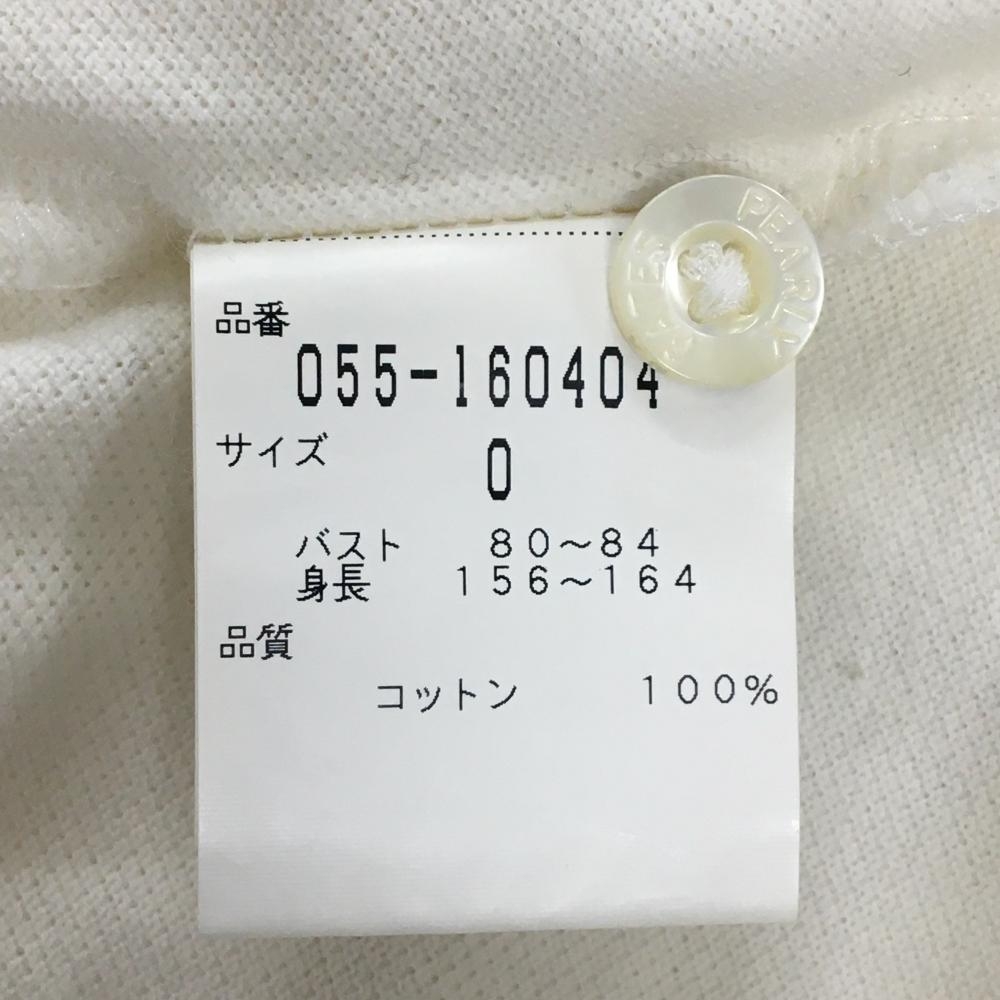 PEARLY
GATES
品番
055-160404
サイズ
0
バスト 80~84
身長 156~164
品質
コットン 100%